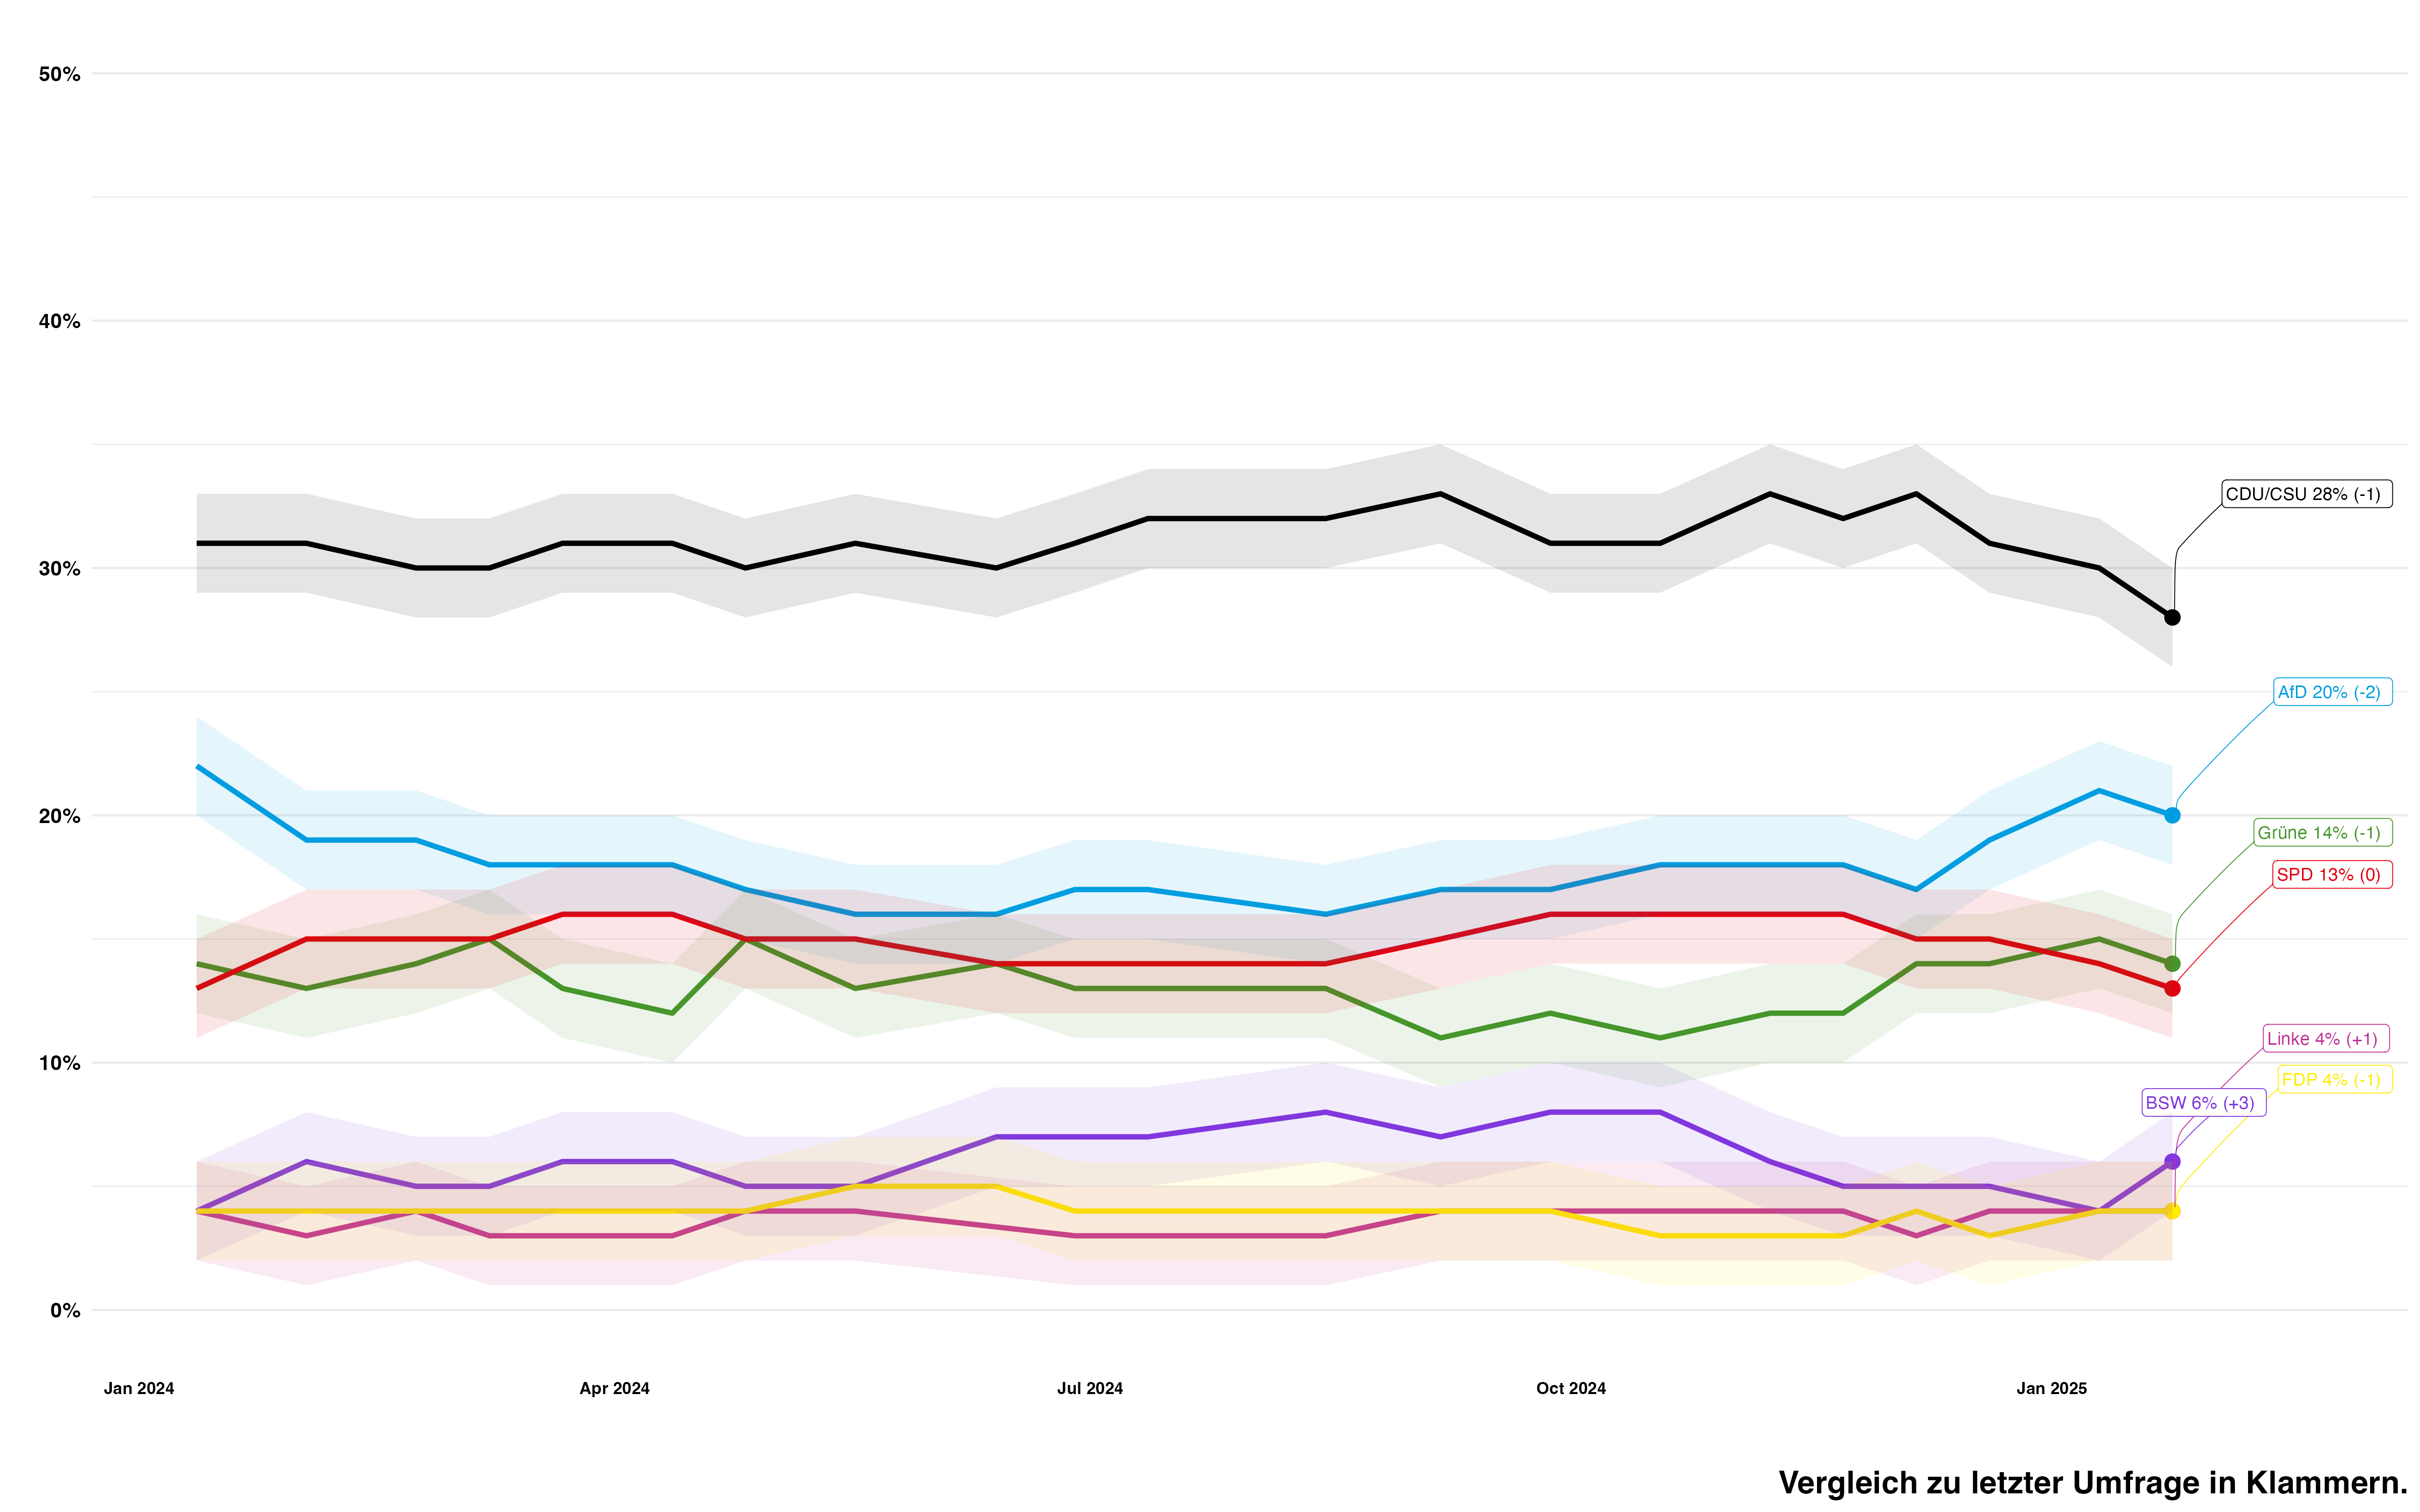 50%
40%
30%
20%
10%
0%
CDU/CSU 28% (-1)
AfD 20% (-2)
Grüne 14% (-1)
SPD 13% (0)
Linke 4% (+1)
FDP 4% (-1)
BSW 6% (+3)
Jan 2024
Apr 2024
Jul 2024
Oct 2024
Jan 2025
Vergleich zu letzter Umfrage in Klammern.